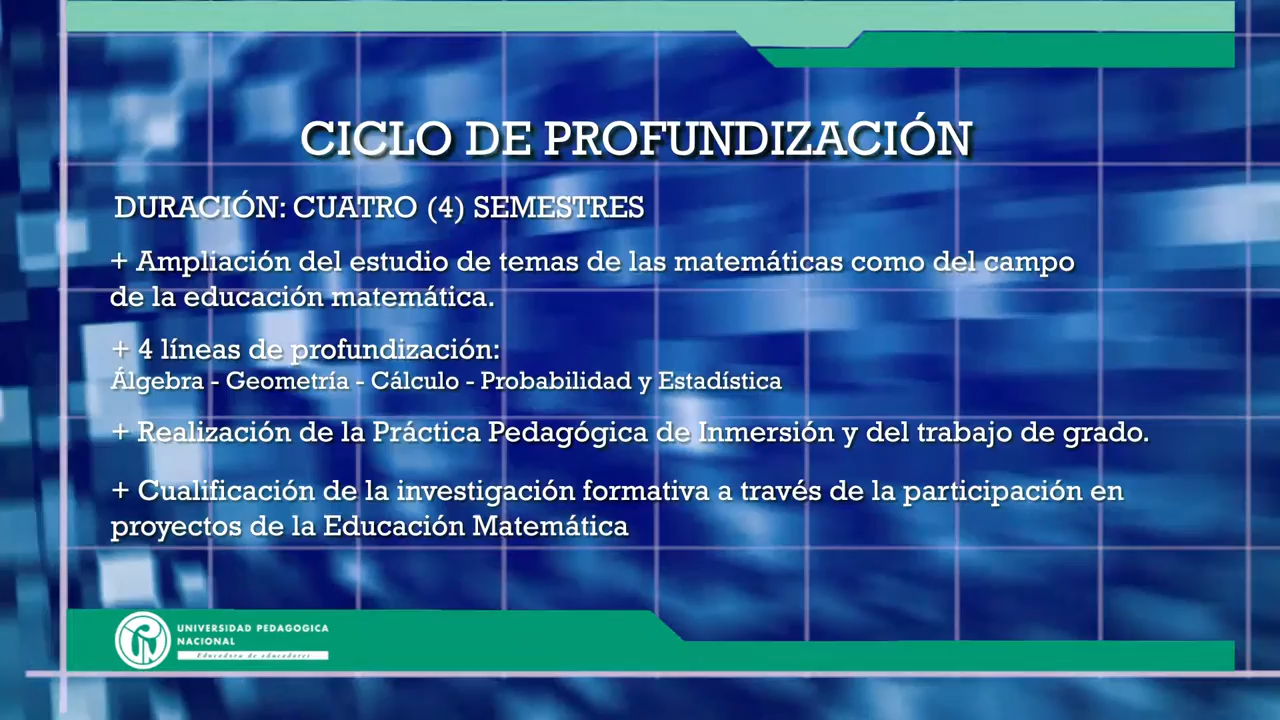 CICLO DE PROFUNDIZACIÓN
DURACIÓN: CUATRO (4) SEMESTRES
+ Ampliación del estudio de temas de las matemáticas como del campo
de la educación matemática.
+ 4 líneas de profundización:
Álgebra - Geometría - Cálculo - Probabilidad y Estadística
+ Realización de la Práctica Pedagógica de Inmersión y del trabajo de grado.
+ Cualificación de la investigación formativa a través de la participación en
proyectos de la Educación Matemática
UNIVERSIDAD PEDAGOGICA
NACIONAL
Educadora de educadores